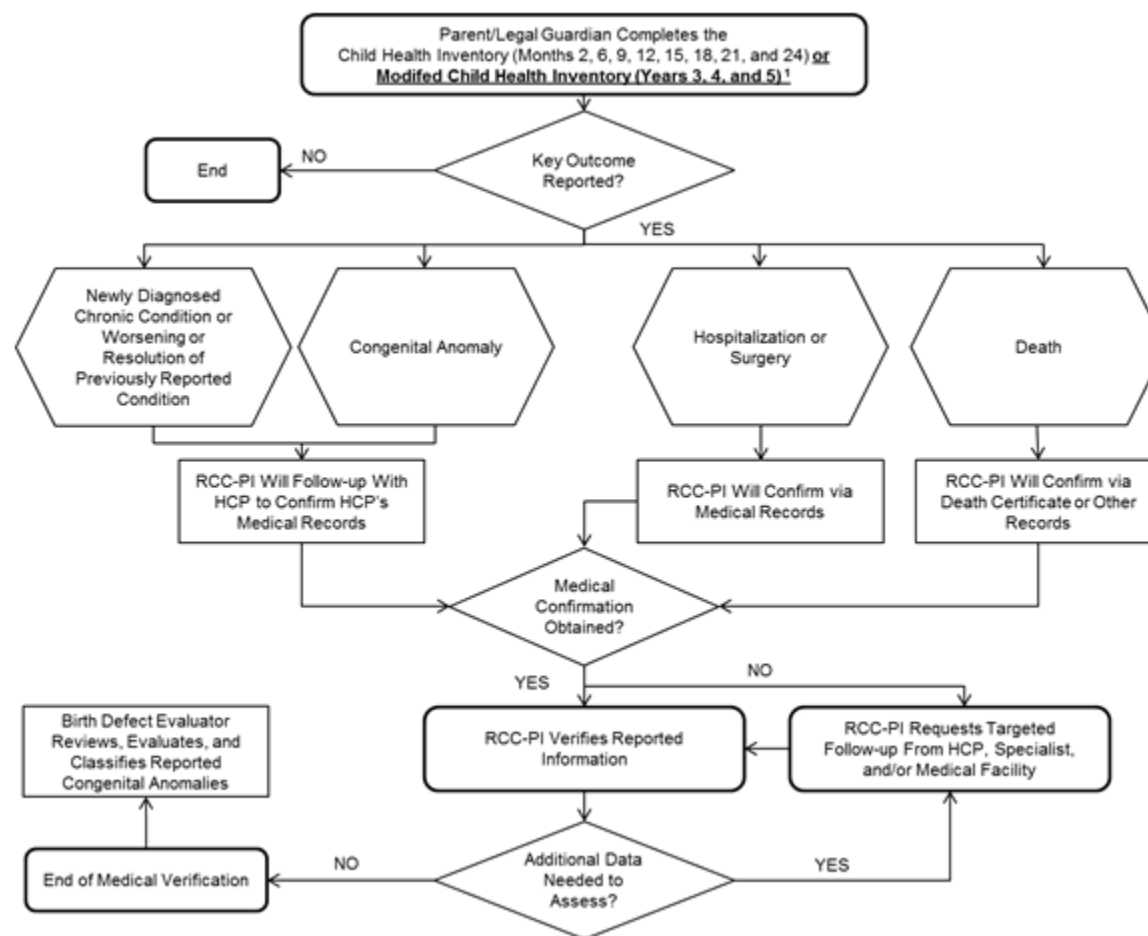 Parent/Legal Guardian Completes the
Child Health Inventory (Months 2, 6, 9, 12, 15, 18, 21, and 24) or
Modifed Child Health Inventory (Years 3, 4, and 5) 1
NO
End
Key Outcome
Reported?
YES
Newly Diagnosed
Chronic Condition or
Worsening or
Resolution of
Previously Reported
Condition
Congenital Anomaly
Hospitalization or
Surgery
Death
RCC-PI Will Follow-up With
HCP to Confirm HCP's
Medical Records
RCC-PI Will Confirm via
Medical Records
RCC-PI Will Confirm via
Death Certificate or Other
Records
Medical
Confirmation
Obtained?
YES
NO
Birth Defect Evaluator
Reviews, Evaluates, and
Classifies Reported
Congenital Anomalies
RCC-PI Verifies Reported
Information
RCC-PI Requests Targeted
Follow-up From HCP, Specialist,
and/or Medical Facility
End of Medical Verification
NO
Additional Data
Needed to
Assess?
YES